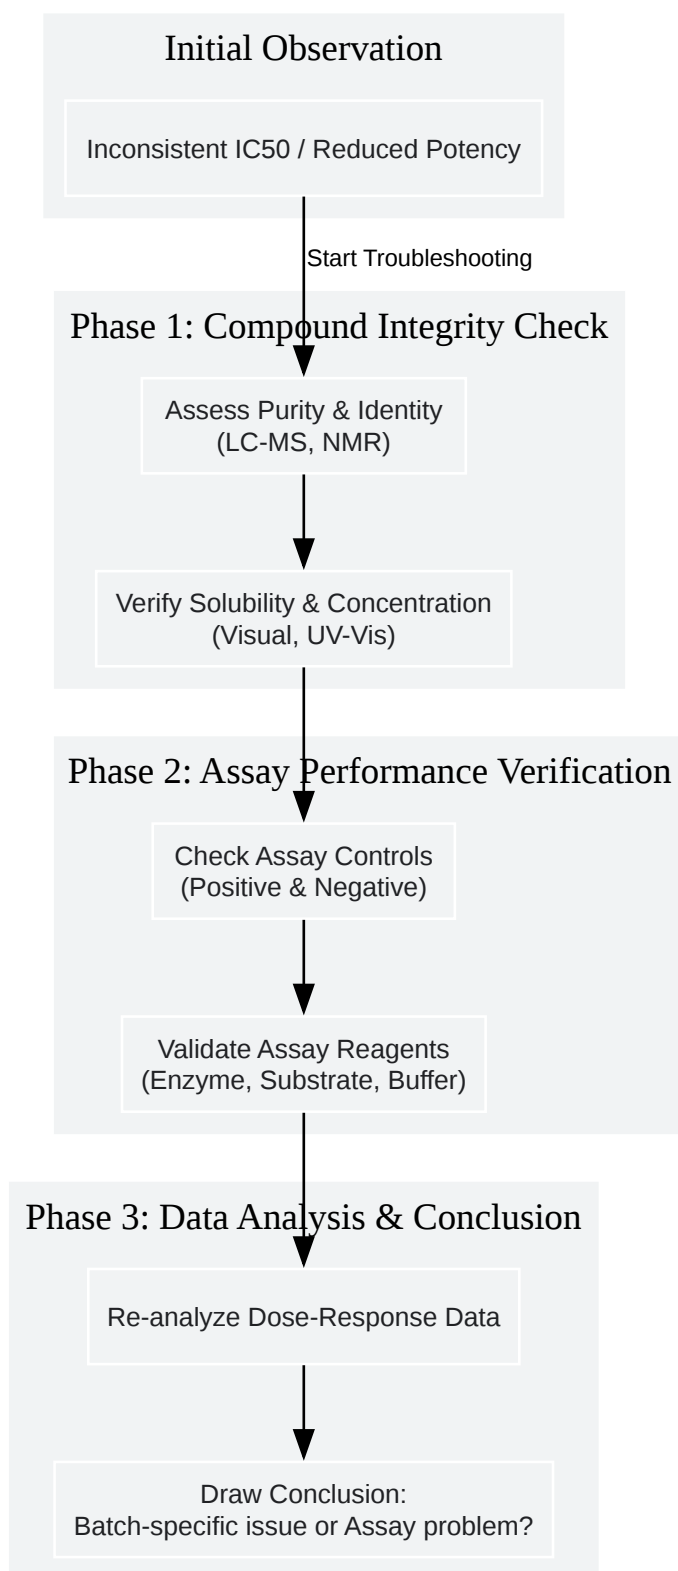 Initial Observation
Inconsistent IC50 / Reduced Potency
Start Troubleshooting
Phase 1: Compound Integrity Check
Assess Purity & Identity
(LC-MS, NMR)
Verify Solubility & Concentration
(Visual, UV-Vis)
Phase 2: Assay Performance Verification
Check Assay Controls
(Positive & Negative)
Validate Assay Reagents
(Enzyme, Substrate, Buffer)
Phase 3: Data Analysis & Conclusion
Re-analyze Dose-Response Data
Draw Conclusion:
Batch-specific issue or Assay problem?